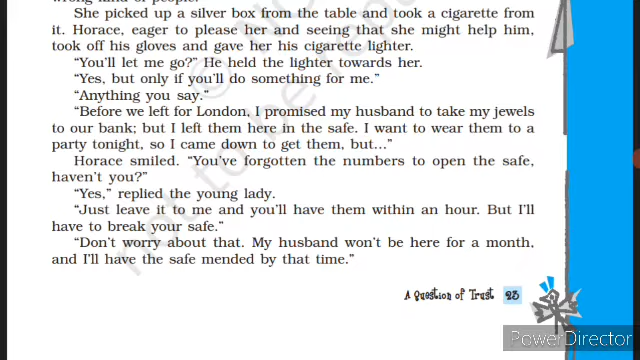 wrong kind of people."
She picked up a silver box from the table and took a cigarette from
it. Horace, eager to please her and seeing that she might help him,
took off his gloves and gave her his cigarette lighter.
"You'll let me go?" He held the lighter towards her.
"Yes, but only if you'll do something for me."
"Anything you say."
"Before we left for London, I promised my husband to take my jewels
to our bank; but I left them here in the safe. I want to wear them to a
party tonight, so I came down to get them, but..."
Horace smiled. "You've forgotten the numbers to open the safe,
haven't you?"
"Yes," replied the young lady.
"Just leave it to me and you'll have them within an hour. But I'll
have to break your safe."
"Don't worry about that. My husband won't be here for a month,
and I'll have the safe mended by that time."
A Question of Trust 23
PowerDirector